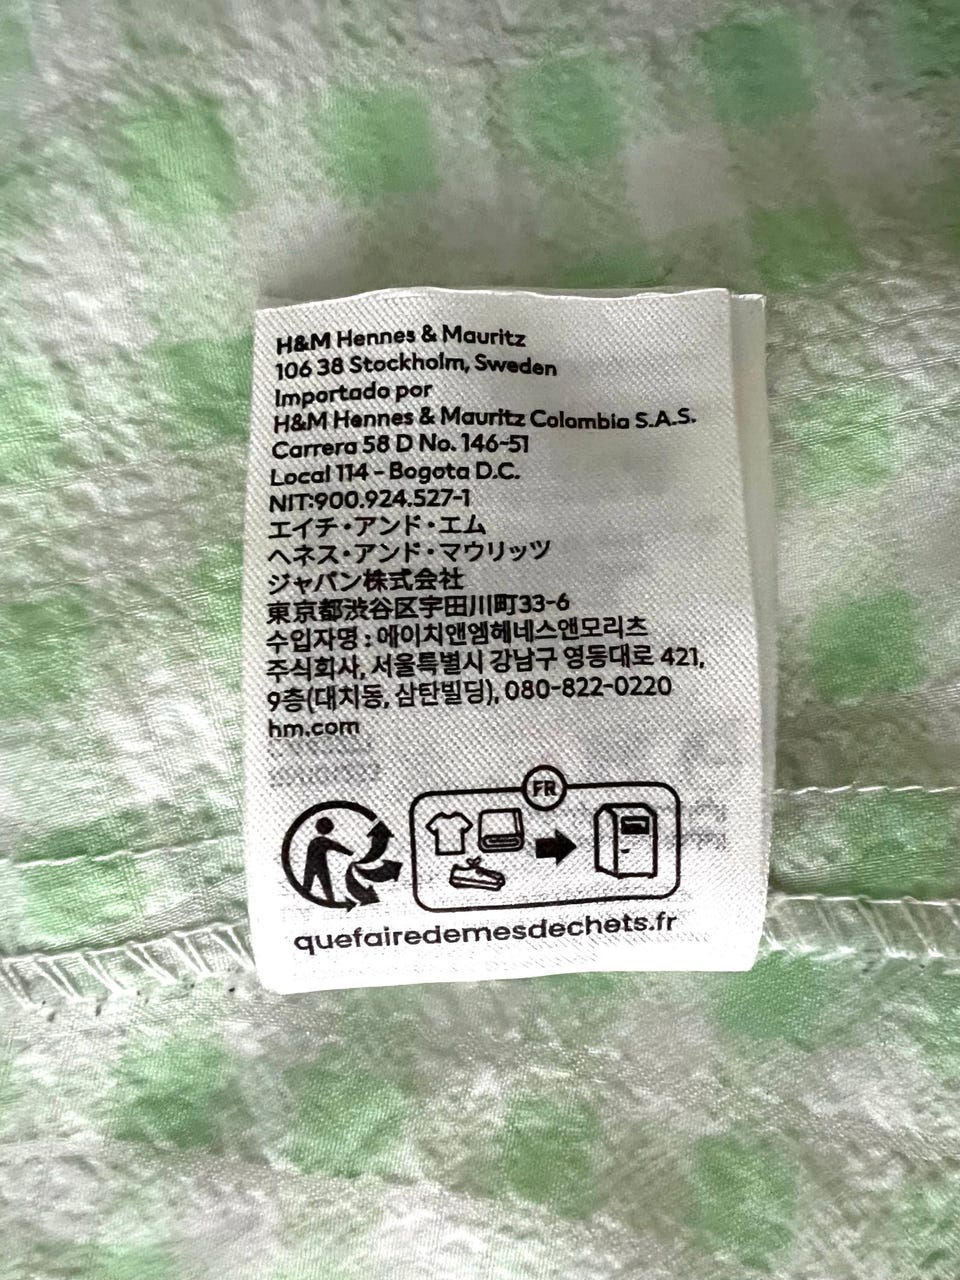 H&M Hennes & Mauritz
106 38 Stockholm, Sweden
Importado por
H&M Hennes & Mauritz Colombia S.A.S.
Carrera 58 D No. 146-51
Local 114 - Bogota D.C.
NIT:900.924.527-1
エイチ・アンド・エム
ヘネス・アンド・マウリッツ
ジャパン株式会社
東京都渋谷区宇田川町33-6
수입자명 : 에이치앤엠헤네스앤모리츠
주식회사, 서울특별시 강남구 영동대로 421,
9층(대치동, 삼탄빌딩), 080-822-0220
hm.com
FR
quefairedemesdechets.fr